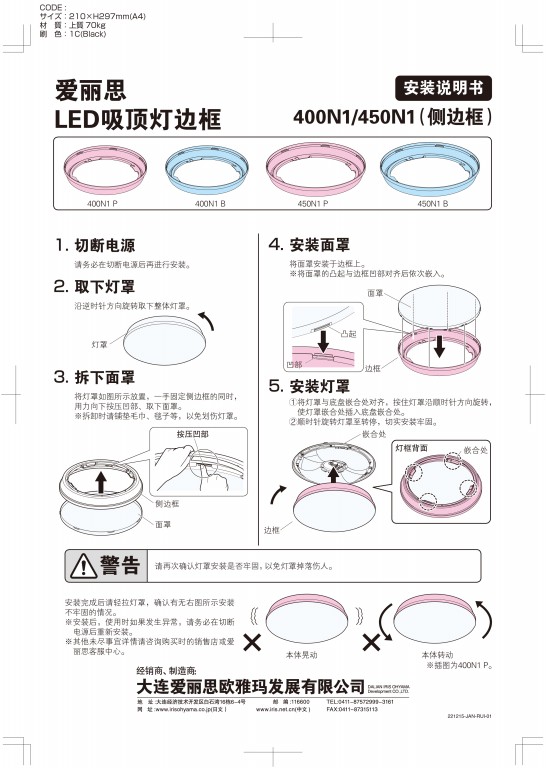 CODE :
サイズ : 210×H297mm(A4)
材　質 : 上質 70kg
刷　色 : 1C(Black)
爱丽思
LED吸顶灯边框
安装说明书
400N1/450N1(侧边框)
400N1 P
400N1 B
450N1 P
450N1 B
1. 切断电源
请务必在切断电源后再进行安装。
2. 取下灯罩
沿逆时针方向旋转取下整体灯罩。
灯罩
3. 拆下面罩
将灯罩如图所示放置，一手固定侧边框的同时，
用力向下按压凹部、取下面罩。
※拆卸时请铺垫毛巾、毯子等，以免划伤灯罩。
按压凹部
侧边框
面罩
4. 安装面罩
将面罩安装于边框上。
※将面罩的凸起与边框凹部对齐后依次嵌入。
面罩
凸起
凹部
边框
5. 安装灯罩
①将灯罩与底盘嵌合处对齐，按住灯罩沿顺时针方向旋转，
使灯罩嵌合处插入底盘嵌合处。
②顺时针旋转灯罩至转停，切实安装牢固。
嵌合处
灯框背面
嵌合处
边框
警告
请再次确认灯罩安装是否牢固，以免灯罩掉落伤人。
安装完成后请轻拉灯罩，确认有无右图所示安装
不牢固的情况。
※安装后，使用时如果发生异常，请务必在切断
电源后重新安装。
※其他未尽事宜详情请咨询购买时的销售店或爱
丽思客服中心。
本体晃动
本体转动
※插图为400N1 P。
经销商、制造商:
大连爱丽思欧雅玛发展有限公司
DALIAN IRIS OHYAMA
Development CO.,LTD.
地　址 :大连经济技术开发区白石湾16栋6-4号　邮　编 :116600　TEL:0411-87572999-3161
网　址 :www.irisohyama.co.jp(日文)　www.iris.net.cn(中文)　FAX:0411-87315113
221215-JAN-RUI-01